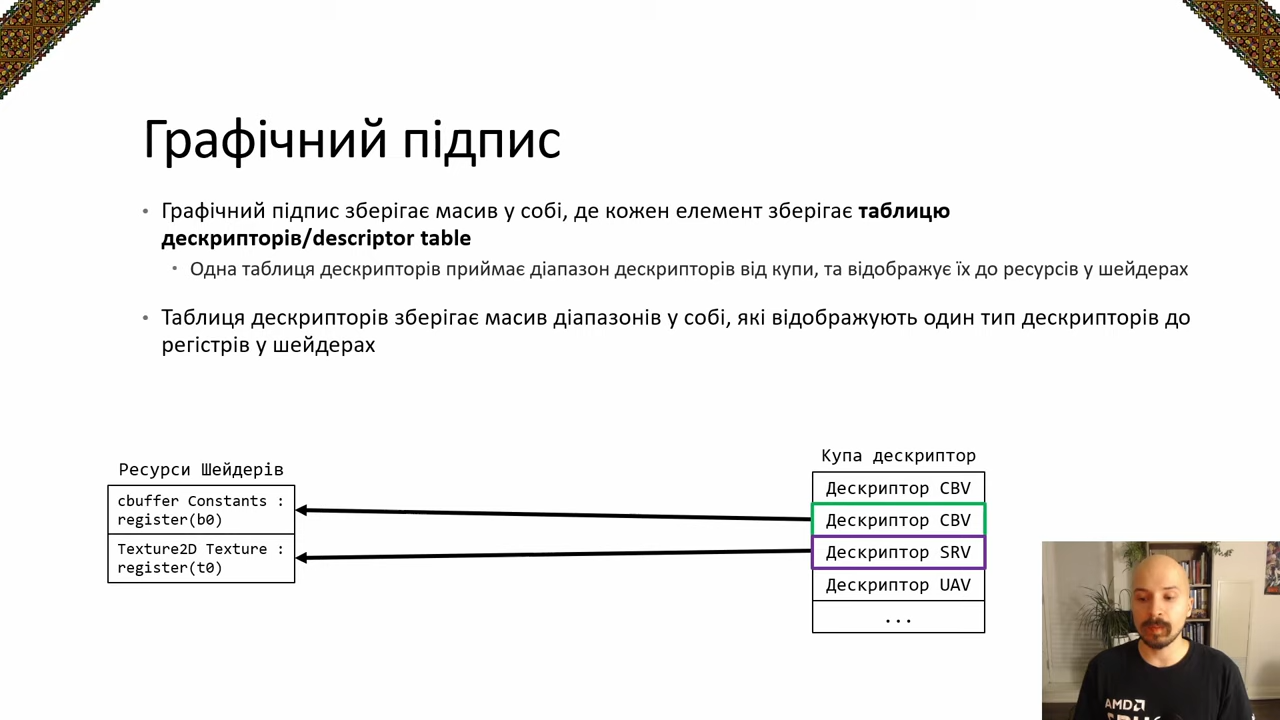 Графічний підпис
• Графічний підпис зберігає масив у собі, де кожен елемент зберігає таблицю
дескрипторів/descriptor table
• Одна таблиця дескрипторів приймає діапазон дескрипторів від купи, та відображує їх до ресурсів у шейдерах
• Таблиця дескрипторів зберігає масив діапазонів у собі, які відображують один тип дескрипторів до
регістрів у шейдерах
Ресурси Шейдерів
cbuffer Constants :
register(b0)
Texture2D Texture :
register(t0)
Купа дескриптор
Дескриптор CBV
Дескриптор CBV
Дескриптор SRV
Дескриптор UAV
...
AMD